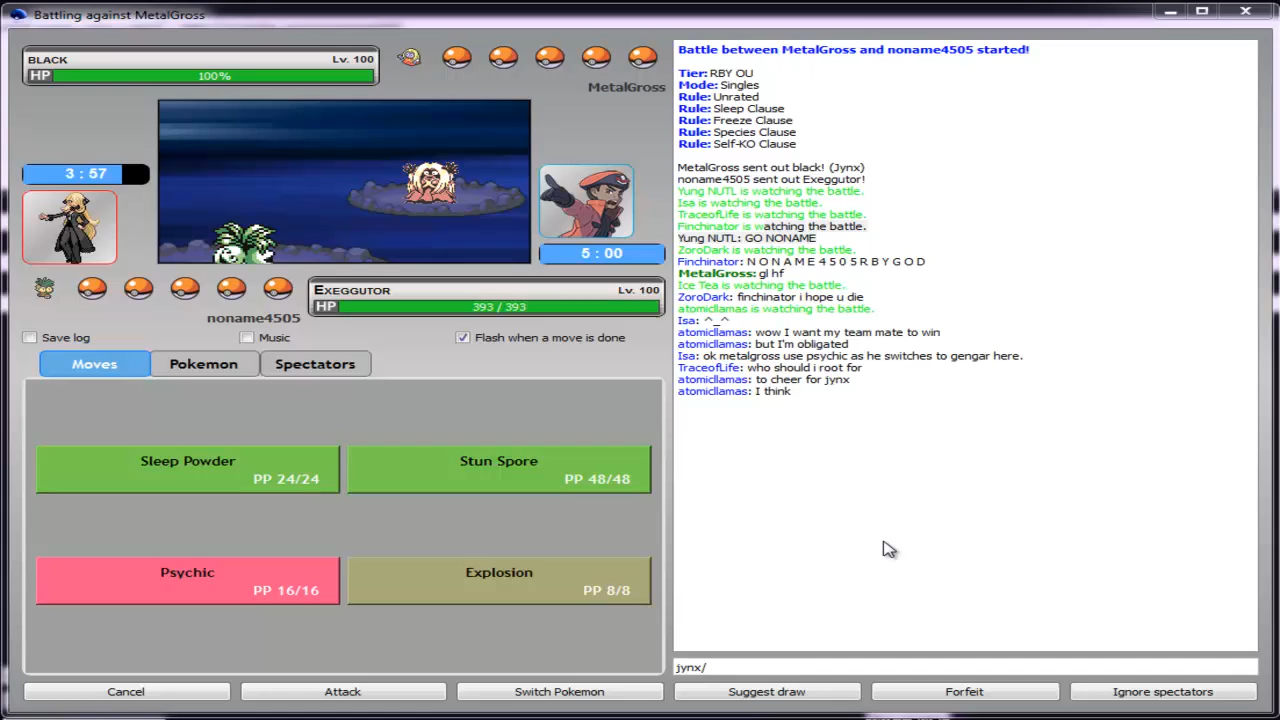 Battling against MetalGross
BLACK Lv. 100
HP 100%
MetalGross
3 : 57
5 : 00
EXEGGUTOR Lv. 100
HP 393 / 393
noname4505
Save log
Music
Flash when a move is done
Moves
Pokemon
Spectators
Sleep Powder
PP 24/24
Stun Spore
PP 48/48
Psychic
PP 16/16
Explosion
PP 8/8
Cancel
Attack
Switch Pokemon
Battle between MetalGross and noname4505 started!
Tier: RBY OU
Mode: Singles
Rule: Unrated
Rule: Sleep Clause
Rule: Freeze Clause
Rule: Species Clause
Rule: Self-KO Clause
MetalGross sent out black! (Jynx)
noname4505 sent out Exeggutor!
Yung NUTL is watching the battle.
Isa is watching the battle.
TraceofLife is watching the battle.
Finchinator is watching the battle.
Yung NUTL: GO NONAME
ZoroDark is watching the battle.
Finchinator: N O N A M E 4 5 0 5 R B Y G O D
MetalGross: gl hf
Ice Tea is watching the battle.
ZoroDark: finchinator i hope u die
atomicllamas is watching the battle.
Isa: ^_^
atomicllamas: wow I want my team mate to win
atomicllamas: but I'm obligated
Isa: ok metalgross use psychic as he switches to gengar here.
TraceofLife: who should i root for
atomicllamas: to cheer for jynx
atomicllamas: I think
jynx/
Suggest draw
Forfeit
Ignore spectators